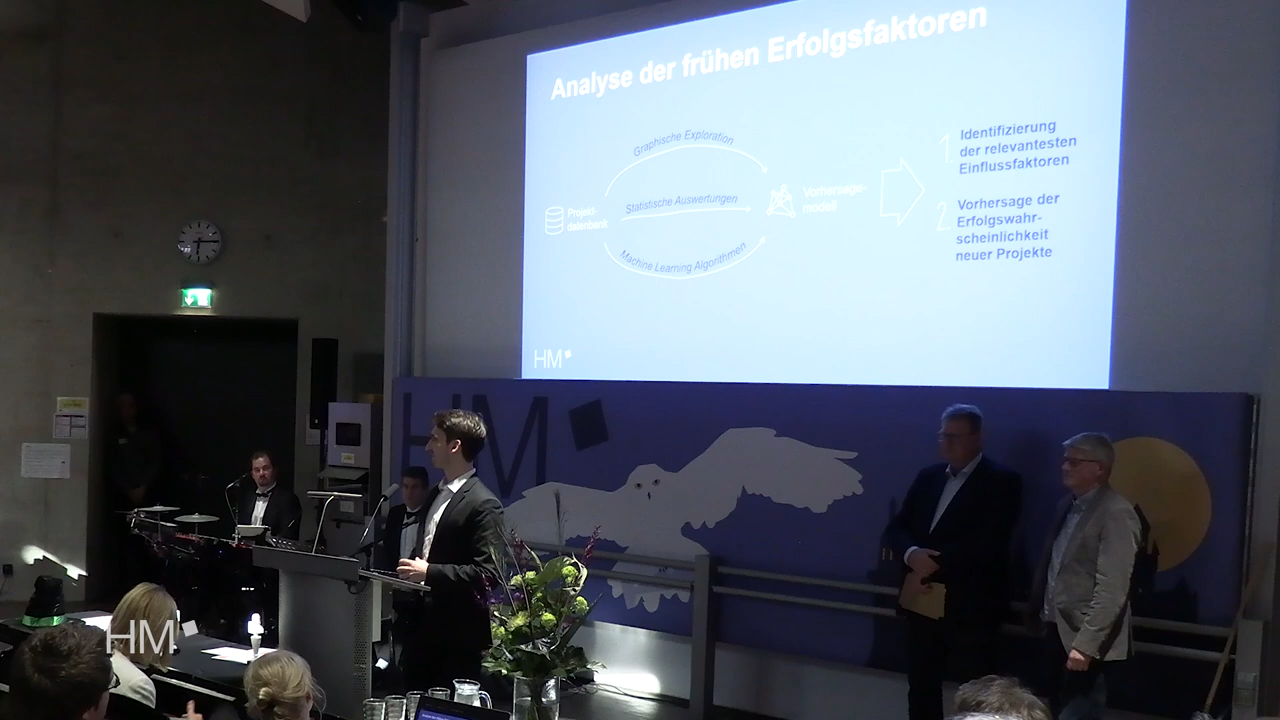 Analyse der frühen Erfolgsfaktoren
Graphische Exploration
Statistische Auswertungen
Machine Learning Algorithmen
Projekt-
datenbank
Vorhersage-
modell
1.
Identifizierung
der relevantesten
Einflussfaktoren
2.
Vorhersage der
Erfolgswahr-
scheinlichkeit
neuer Projekte
HM
HM
HM